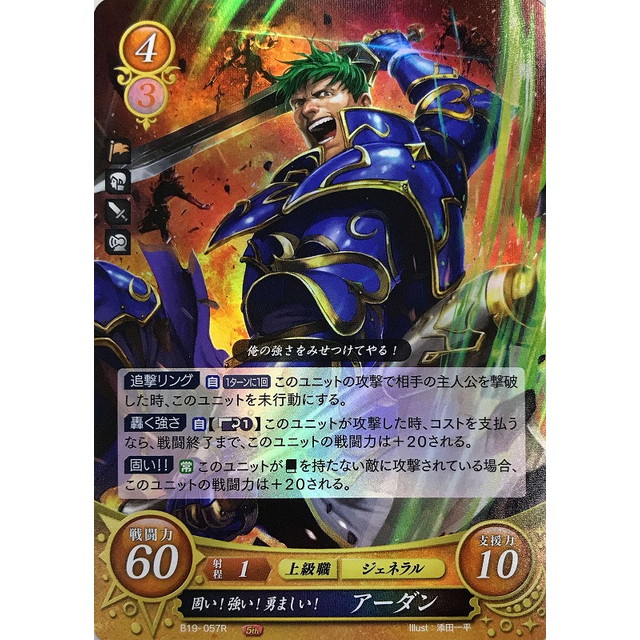 4
3
俺の強さをみせつけてやる！
追撃リング 自 1ターンに1回 このユニットの攻撃で相手の主人公を撃破
した時、このユニットを未行動にする。
轟く強さ 自【1】このユニットが攻撃した時、コストを支払う
なら、戦闘終了まで、このユニットの戦闘力は＋20される。
固い!! 常 このユニットがを持たない敵に攻撃されている場合、
このユニットの戦闘力は＋20される。
戦闘力 60 射程 1 上級職 ジェネラル 支援力 10
固い！強い！勇ましい！ アーダン
B19-057R 5th Illust：添田一平